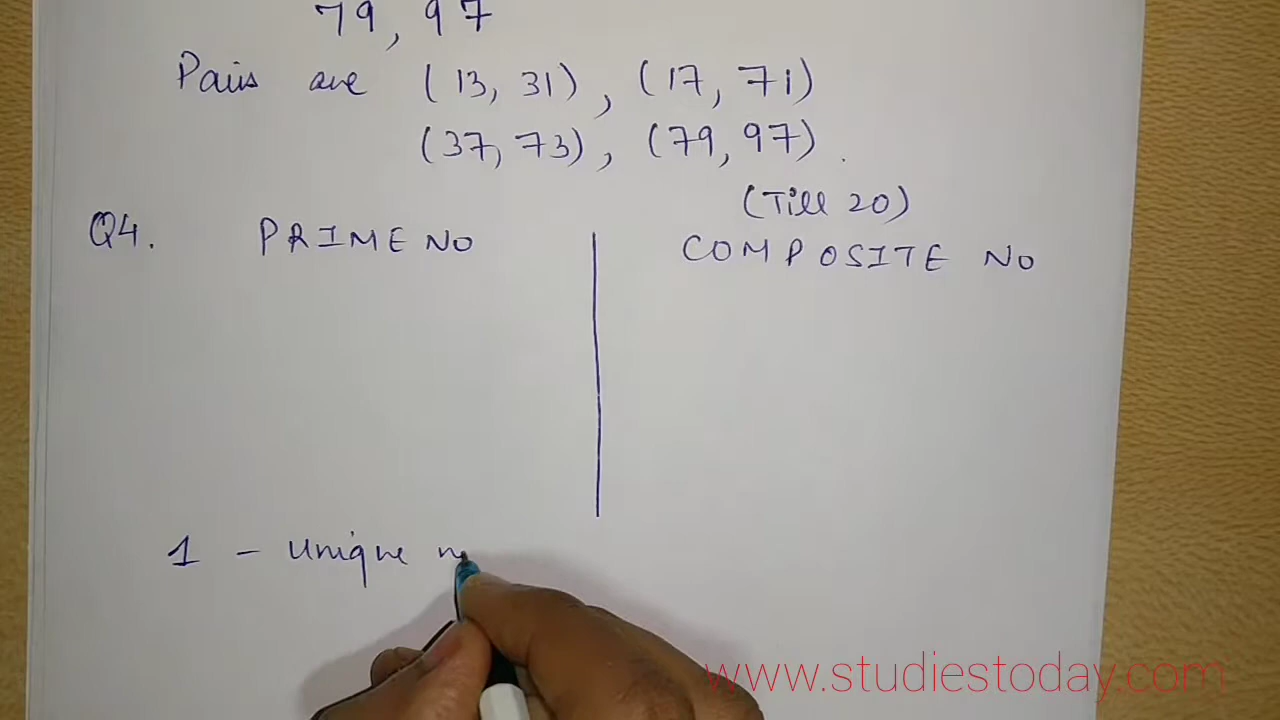 79, 97
Pairs are (13, 31), (17, 71)
(37, 73), (79, 97).
(Till 20)
Q4. PRIME NO COMPOSITE NO
1 - Unique n
www.studiestoday.com